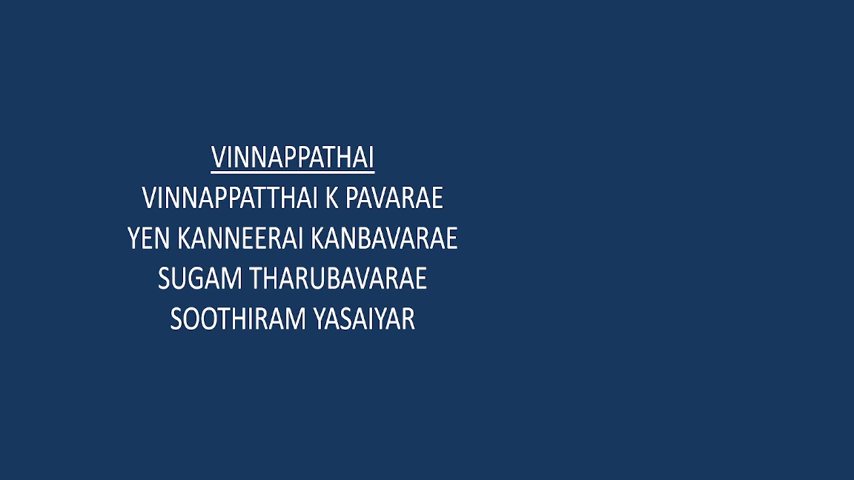 VINNAPPATHAI
VINNAPPATTHAI K PAVARAE
YEN KANNEERAI KANBAVARAE
SUGAM THARUBAVARAE
SOOTHIRAM YASAIYAR